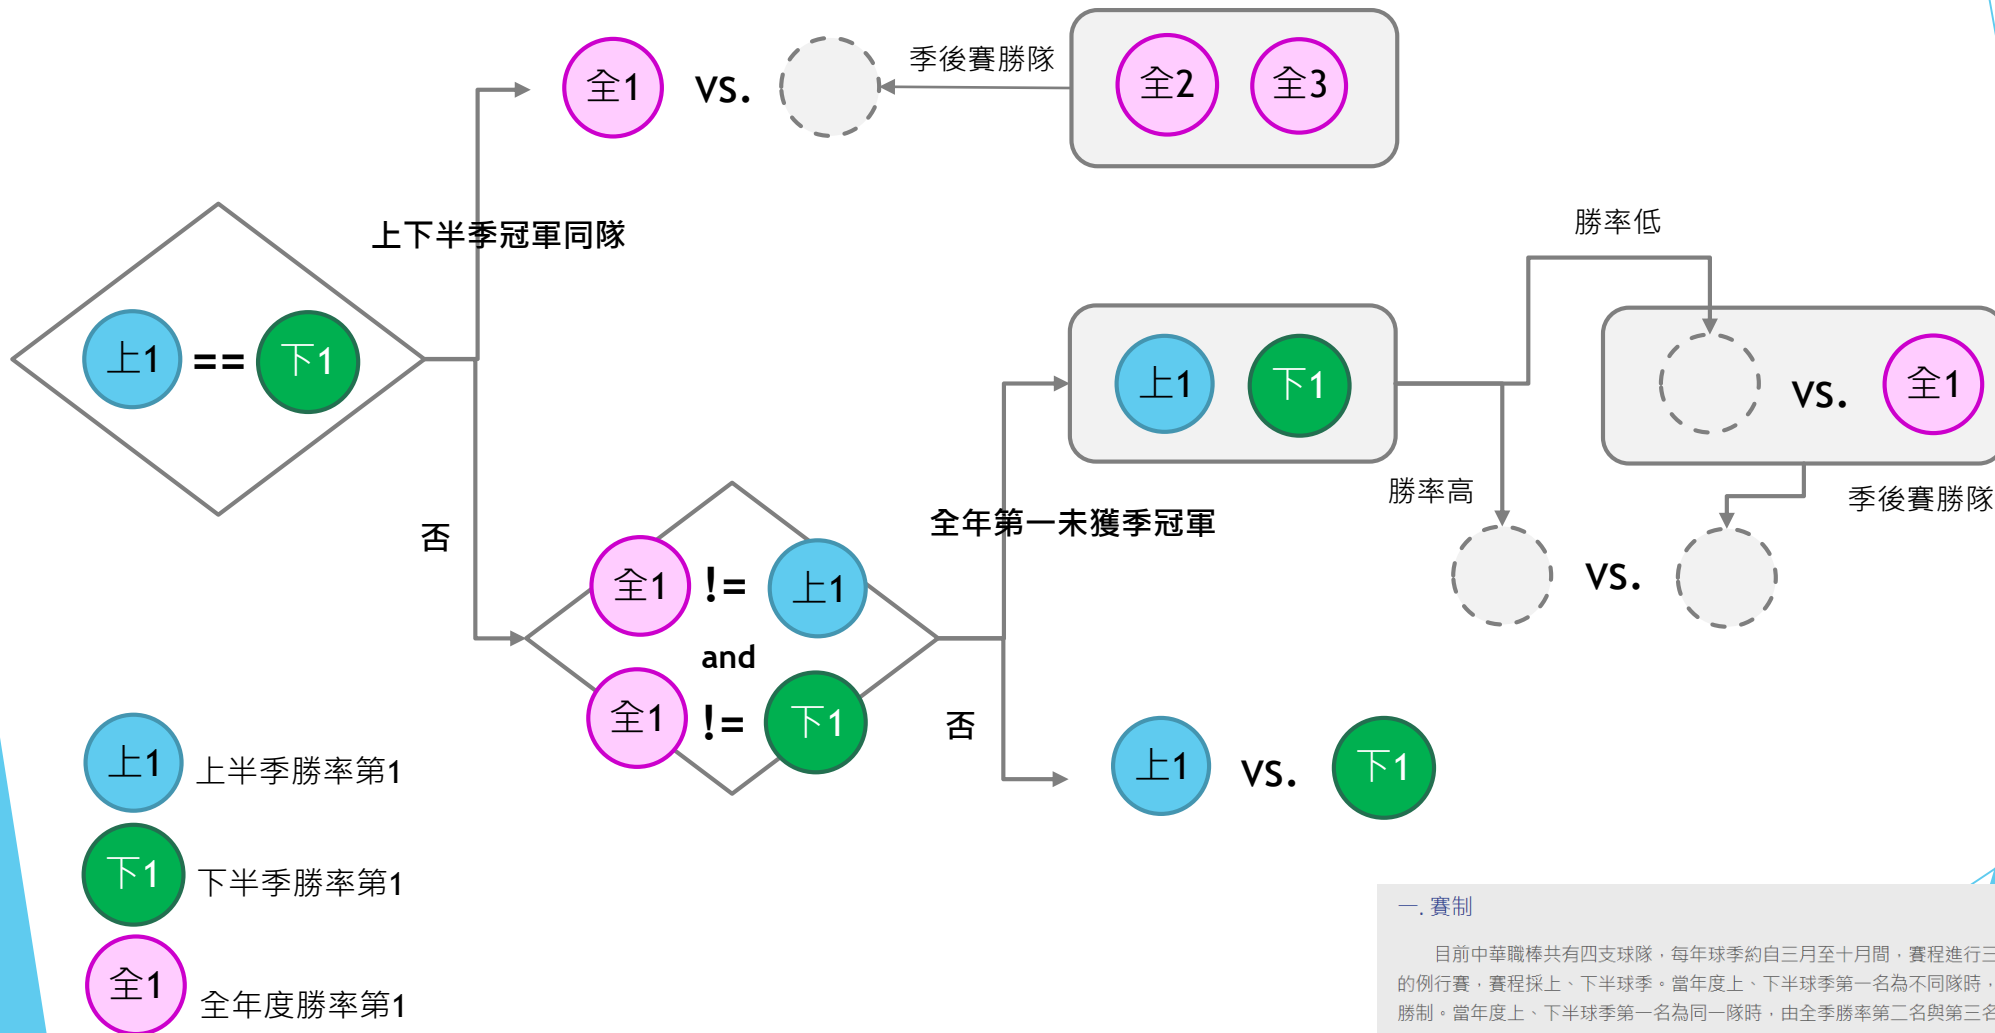 全1 vs.
季後賽勝隊
全2 全3
上下半季冠軍同隊
上1 == 下1
否
全1 != 上1
and
全1 != 下1
全年第一未獲季冠軍
上1 下1
勝率低
vs. 全1
勝率高
季後賽勝隊
vs.
否
上1 vs. 下1
上1 上半季勝率第1
下1 下半季勝率第1
全1 全年度勝率第1
一. 賽制
目前中華職棒共有四支球隊，每年球季約自三月至十月間，賽程進行三
的例行賽，賽程採上、下半球季。當年度上、下半球季第一名為不同隊時，
勝制。當年度上、下半球季第一名為同一隊時，由全季勝率第二名與第三名